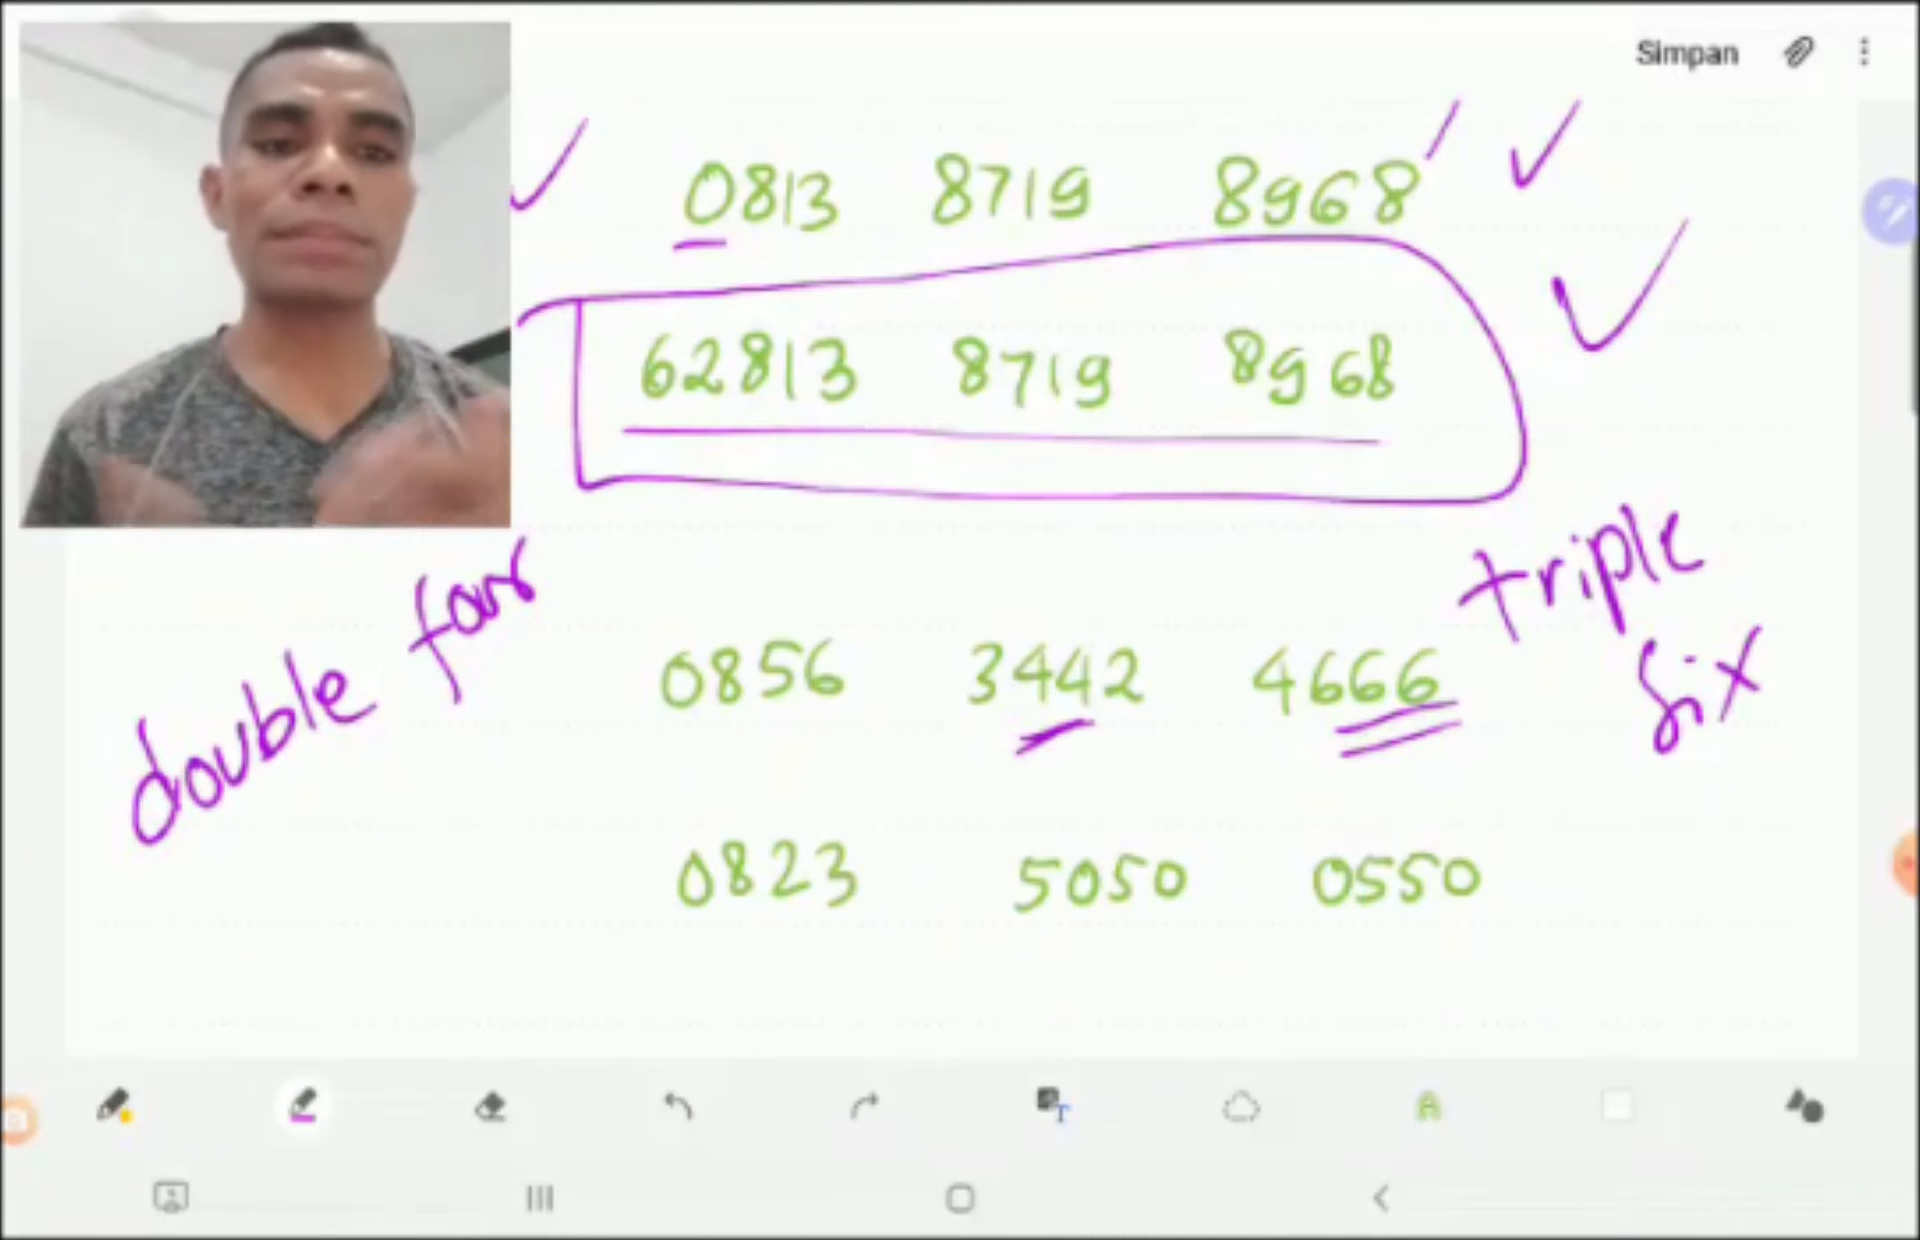 Simpan
0813 8719 8968
62813 8719 8968
double four
triple
six
0856 3442 4666
0823 5050 0550